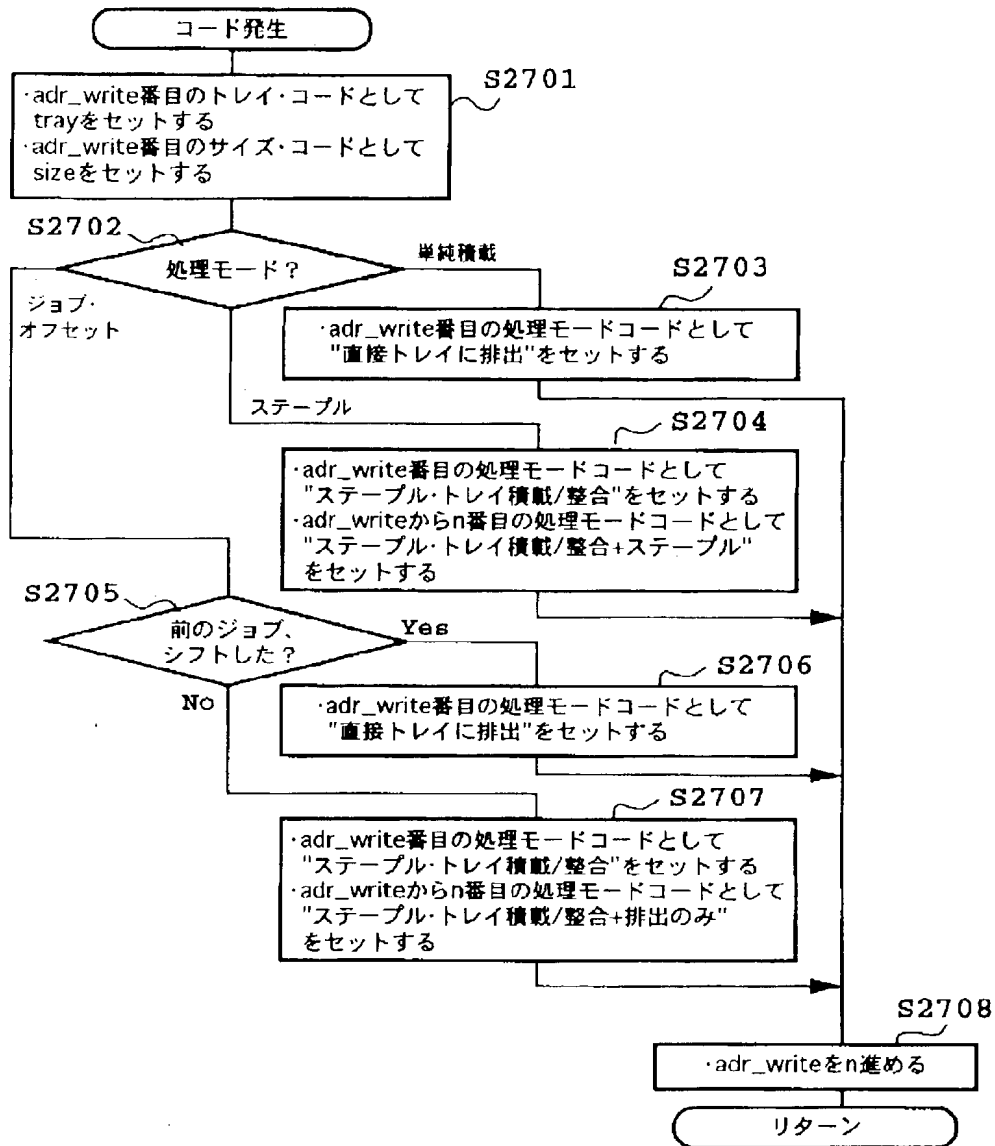 コード発生
S2701
·adr_write番目のトレイ·コードとして
trayをセットする
·adr_write番目のサイズ·コードとして
sizeをセットする
S2702
処理モード？
単純積載
ジョブ·
オフセット
S2703
·adr_write番目の処理モードコードとして
"直接トレイに排出"をセットする
ステープル
S2704
·adr_write番目の処理モードコードとして
"ステープル·トレイ積載/整合"をセットする
·adr_writeからn番目の処理モードコードとして
"ステープル·トレイ積載/整合+ステープル"
をセットする
S2705
前のジョブ、
シフトした？
Yes
No
S2706
·adr_write番目の処理モードコードとして
"直接トレイに排出"をセットする
S2707
·adr_write番目の処理モードコードとして
"ステープル·トレイ積載/整合"をセットする
·adr_writeからn番目の処理モードコードとして
"ステープル·トレイ積載/整合+排出のみ"
をセットする
S2708
·adr_writeをn進める
リターン